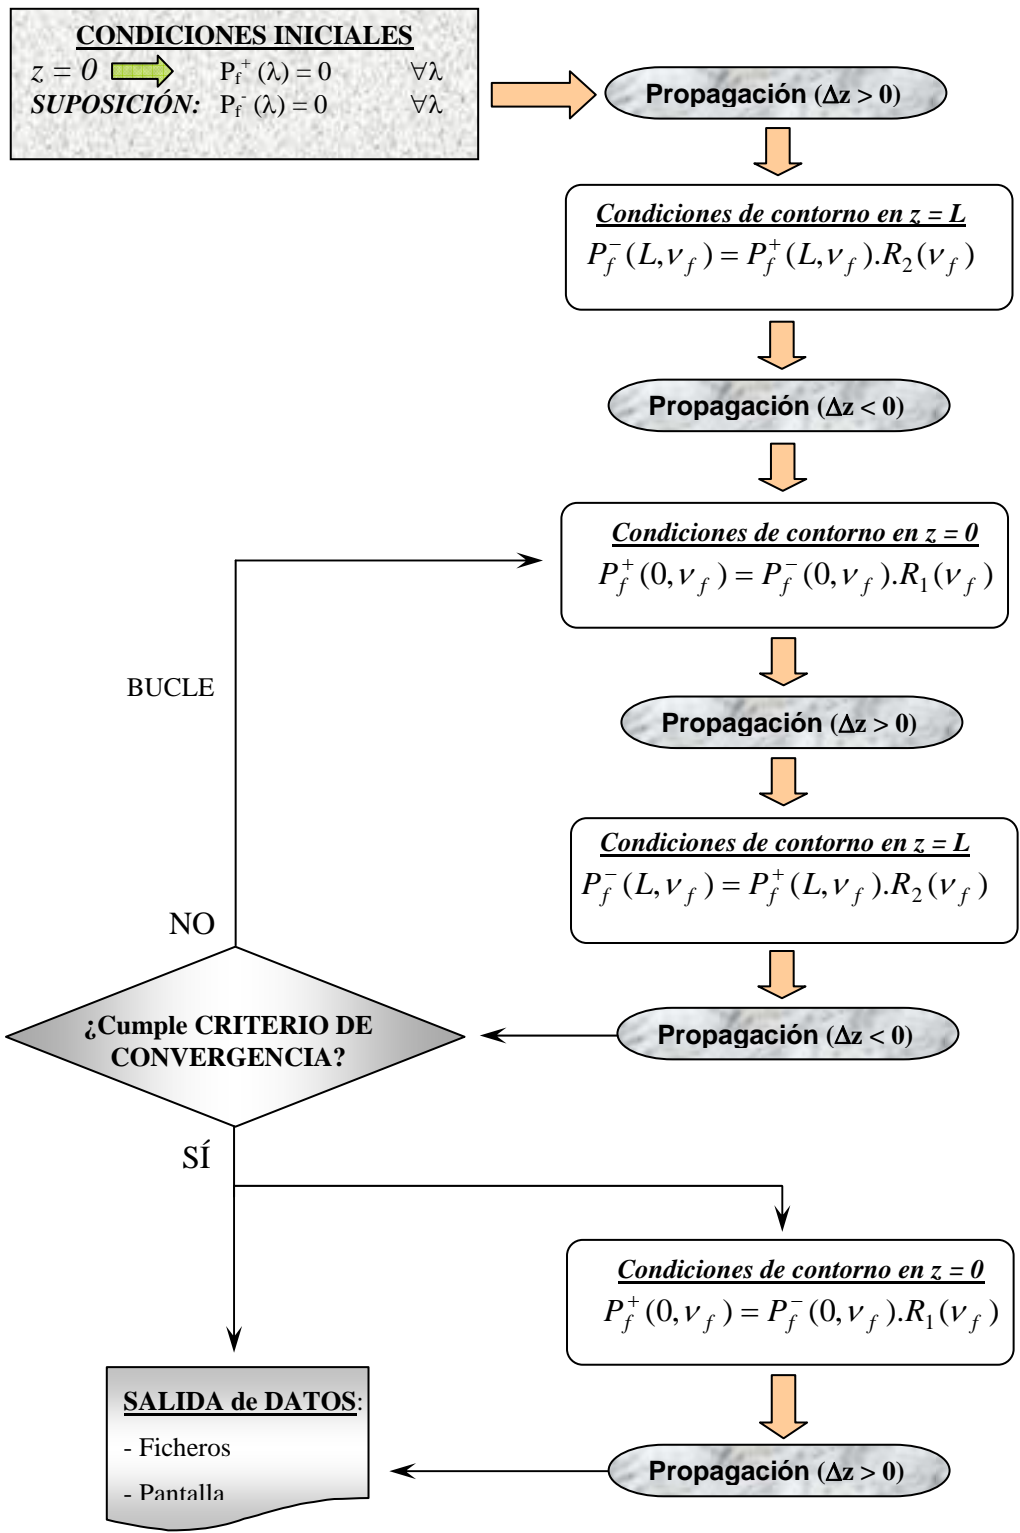 CONDICIONES INICIALES
z = 0 P_f^+ (λ) = 0 ∀λ
SUPOSICIÓN: P_f^- (λ) = 0 ∀λ
Propagación (Δz > 0)
Condiciones de contorno en z = L
P_f^-(L,ν_f) = P_f^+(L,ν_f).R_2(ν_f)
Propagación (Δz < 0)
Condiciones de contorno en z = 0
P_f^+(0,ν_f) = P_f^-(0,ν_f).R_1(ν_f)
BUCLE
Propagación (Δz > 0)
Condiciones de contorno en z = L
P_f^-(L,ν_f) = P_f^+(L,ν_f).R_2(ν_f)
NO
¿Cumple CRITERIO DE
CONVERGENCIA?
Propagación (Δz < 0)
SÍ
Condiciones de contorno en z = 0
P_f^+(0,ν_f) = P_f^-(0,ν_f).R_1(ν_f)
SALIDA de DATOS:
- Ficheros
- Pantalla
Propagación (Δz > 0)